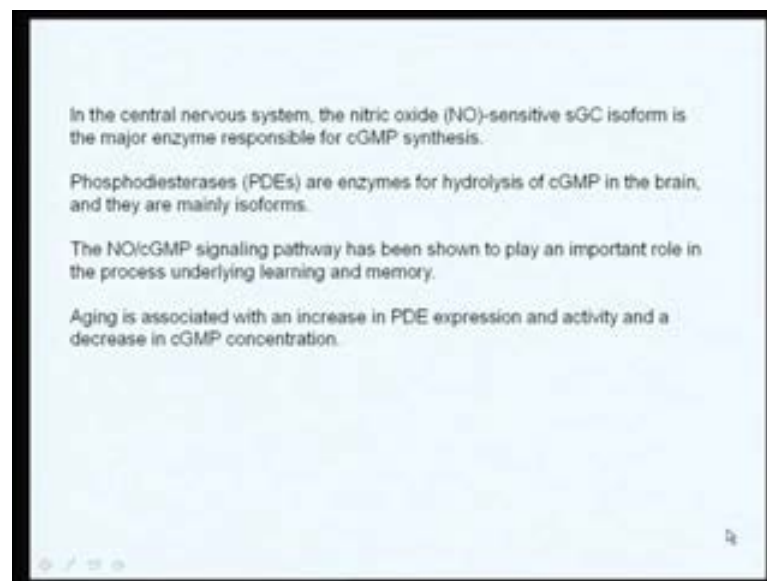 In the central nervous system, the nitric oxide (NO)-sensitive sGC isoform is
the major enzyme responsible for cGMP synthesis.
Phosphodiesterases (PDEs) are enzymes for hydrolysis of cGMP in the brain,
and they are mainly isoforms.
The NO/cGMP signaling pathway has been shown to play an important role in
the process underlying learning and memory.
Aging is associated with an increase in PDE expression and activity and a
decrease in cGMP concentration.